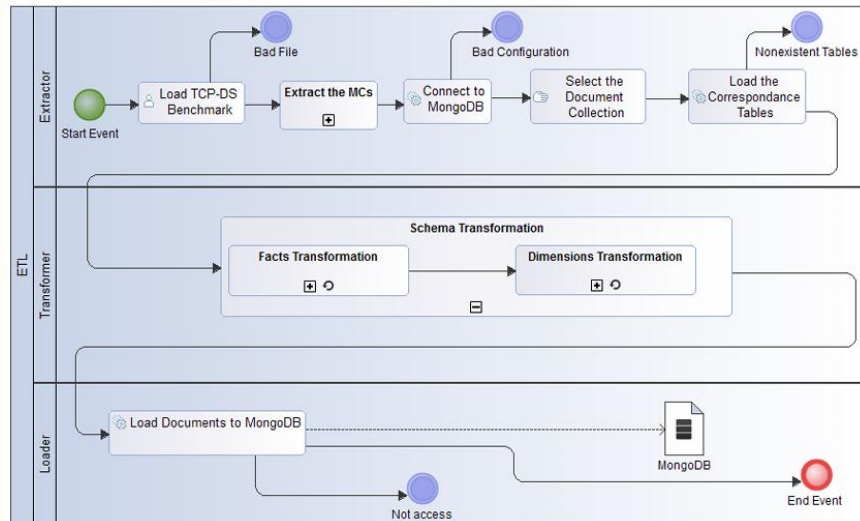 ETL
Extractor
Bad File
Bad Configuration
Nonexistent Tables
Start Event
Load TCP-DS
Benchmark
Extract the MCs
Connect to
MongoDB
Select the
Document
Collection
Load the
Correspondance
Tables
Transformer
Schema Transformation
Facts Transformation
Dimensions Transformation
Loader
Load Documents to MongoDB
MongoDB
Not access
End Event